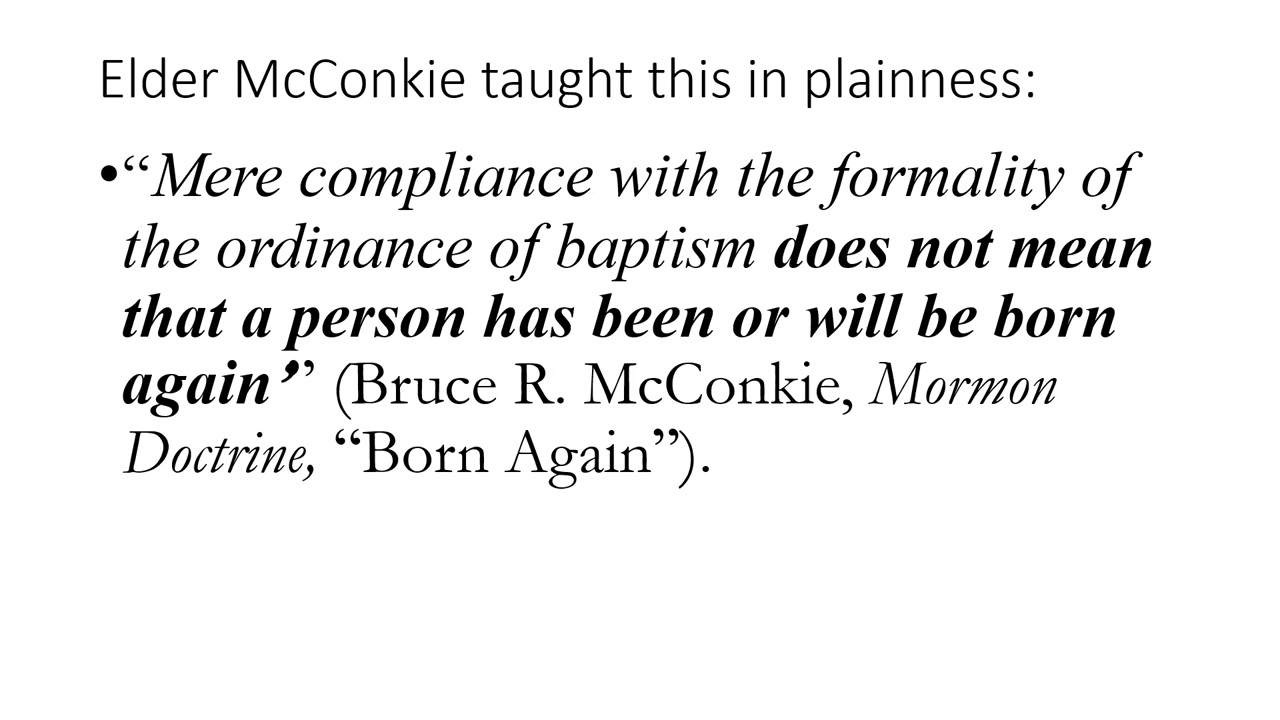 Elder McConkie taught this in plainness:
•“Mere compliance with the formality of
the ordinance of baptism does not mean
that a person has been or will be born
again’” (Bruce R. McConkie, Mormon
Doctrine, “Born Again”).